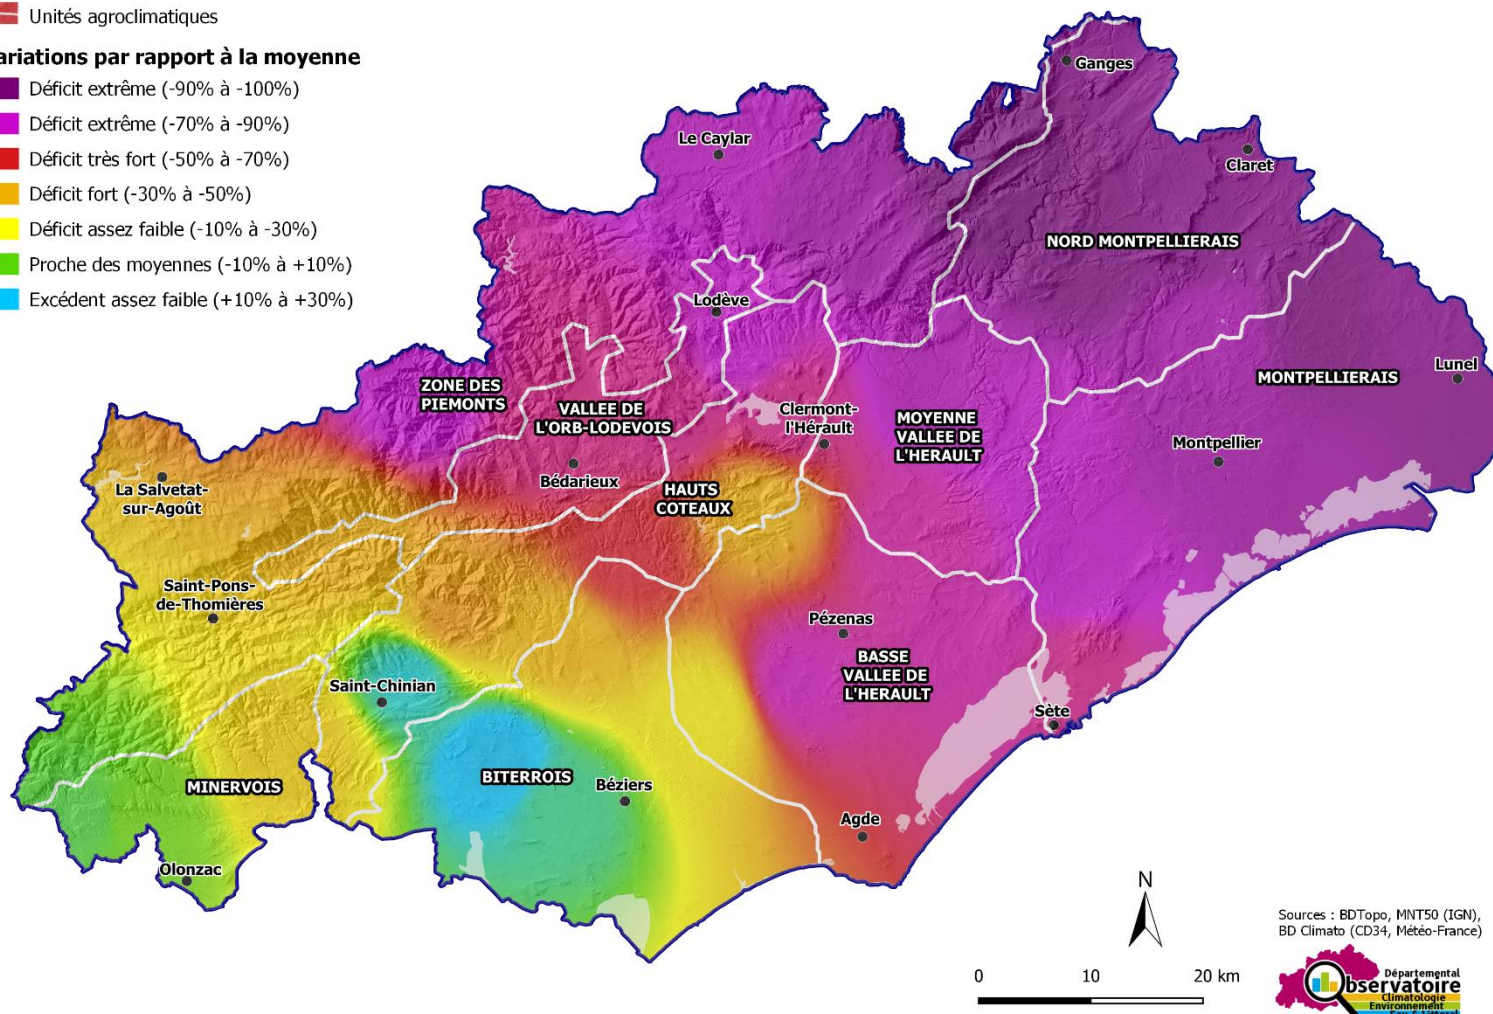 Unités agroclimatiques
ariations par rapport à la moyenne
Déficit extrême (-90% à -100%)
Déficit extrême (-70% à -90%)
Déficit très fort (-50% à -70%)
Déficit fort (-30% à -50%)
Déficit assez faible (-10% à -30%)
Proche des moyennes (-10% à +10%)
Excédent assez faible (+10% à +30%)
Ganges
Le Caylar
Claret
NORD MONTPELLIERAIS
Lodève
Lunel
MONTPELLIERAIS
ZONE DES
PIEMONTS
VALLEE DE
L'ORB-LODEVOIS
Clermont-
l'Hérault
MOYENNE
VALLEE DE
L'HERAULT
Montpellier
La Salvetat-
sur-Agoût
Bédarieux
HAUTS
COTEAUX
Saint-Pons-
de-Thomières
Pézenas
BASSE
VALLEE DE
L'HERAULT
Saint-Chinian
Sète
MINERVOIS
BITERROIS
Béziers
Agde
Olonzac
N
0 10 20 km
Sources : BDTopo, MNT50 (IGN),
BD Climato (CD34, Météo-France)
Départemental
bservatoire
Climatologie
Environnement
Eau & Littoral